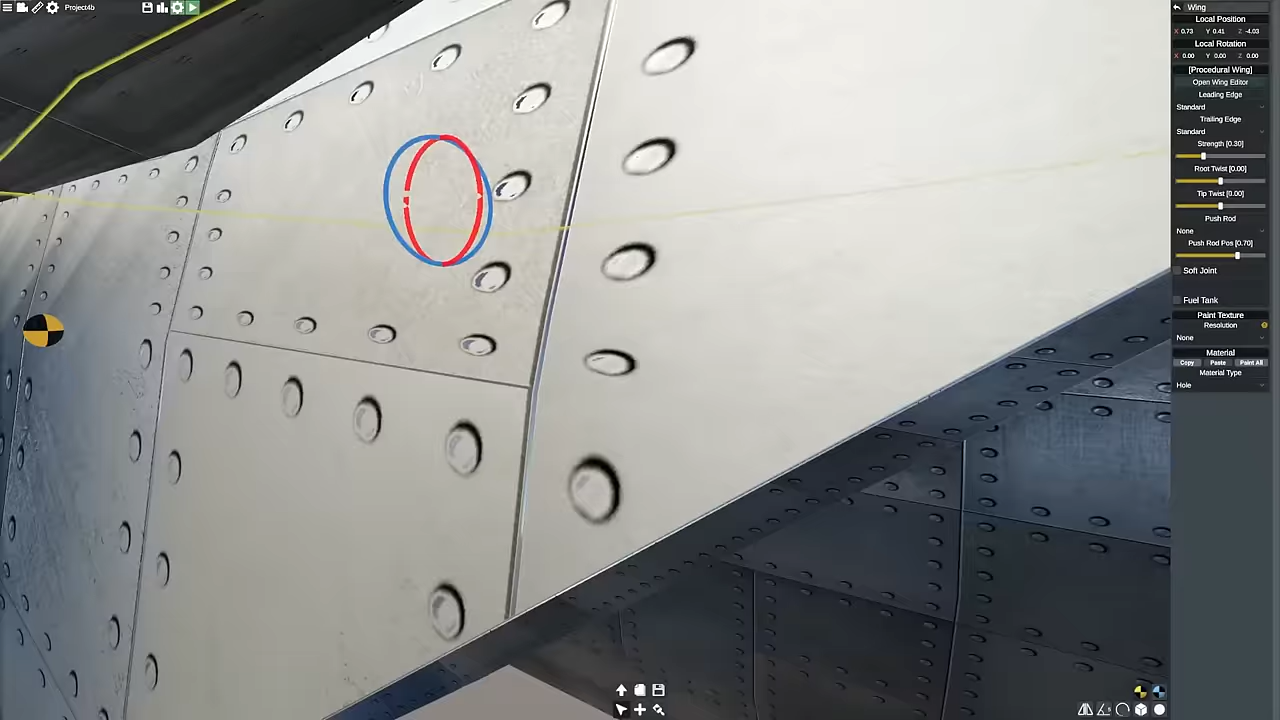 Project4b
Wing
Local Position
X 0.73 Y 0.41 Z -4.03
Local Rotation
X 0.00 Y 0.00 Z 0.00
[Procedural Wing]
Open Wing Editor
Leading Edge
Standard
Trailing Edge
Standard
Strength [0.30]
Root Twist [0.00]
Tip Twist [0.00]
Push Rod
None
Push Rod Pos [0.70]
Soft Joint
Fuel Tank
Paint Texture
Resolution
None
Material
Copy Paste Paint All
Material Type
Hole